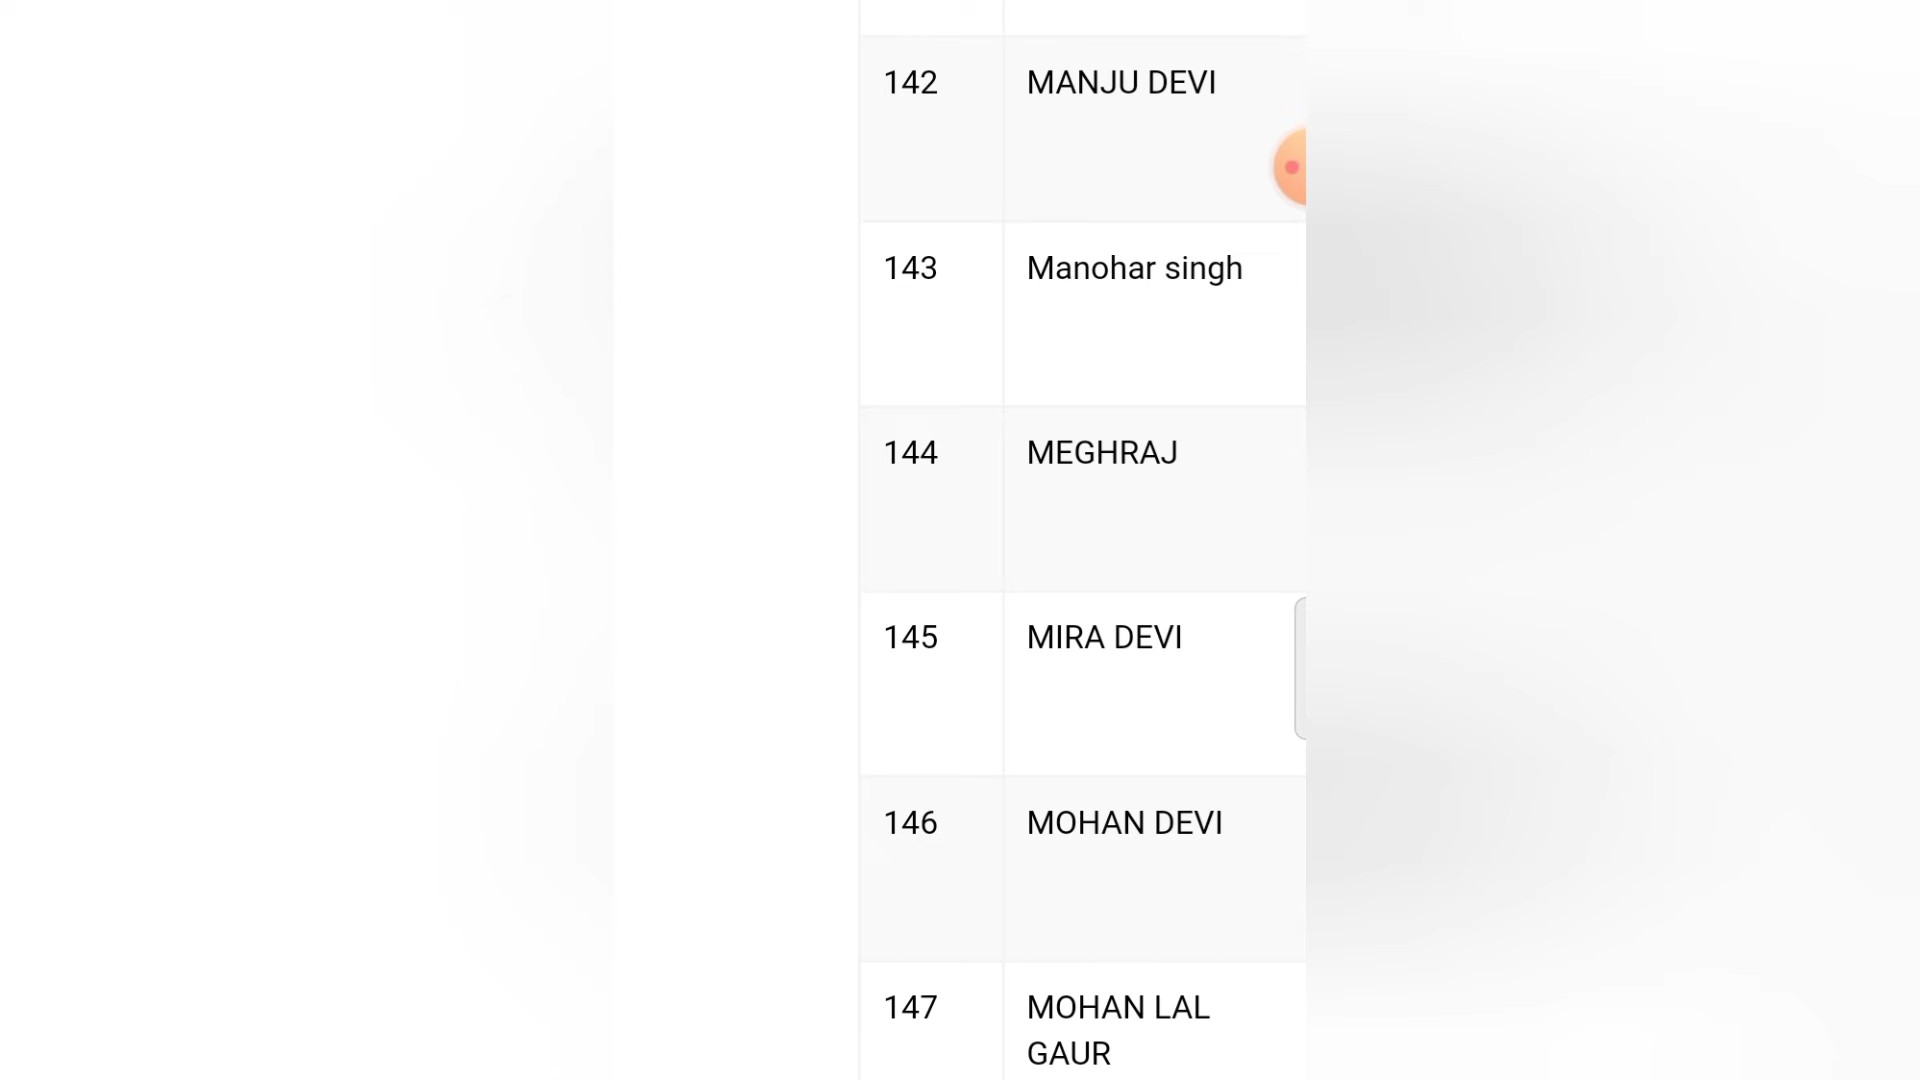 142 MANJU DEVI
143 Manohar singh
144 MEGHRAJ
145 MIRA DEVI
146 MOHAN DEVI
147 MOHAN LAL
GAUR